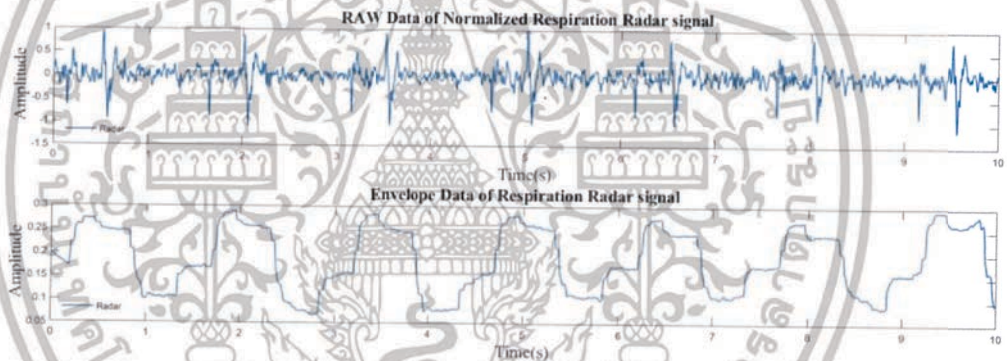 RAW Data of Normalized Respiration Radar signal
Amplitude
1
0.5
0
-0.5
-1
-1.5
Radar
0 1 2 3 5 6 7 9 10
Time(s)
Envelope Data of Respiration Radar signal
Amplitude
0.3
0.25
0.2
0.15
0.1
0.05
Radar
0 1 2 3 4 5 6 7 8 9 10
Time(s)